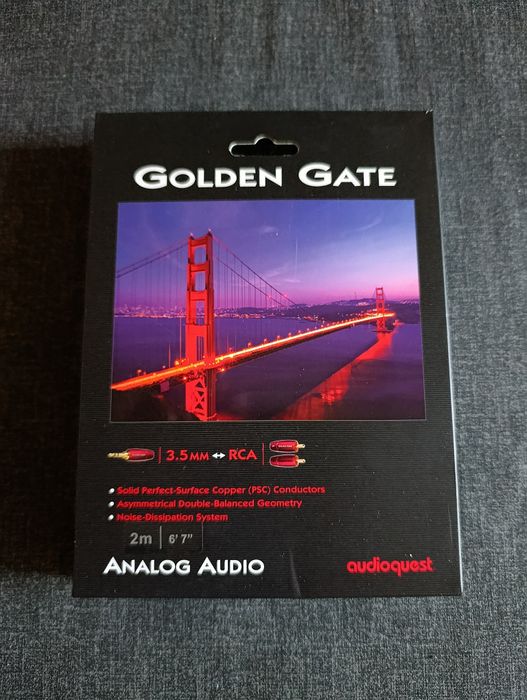 GOLDEN GATE
3.5MM ↔ RCA
• Solid Perfect-Surface Copper (PSC) Conductors
• Asymmetrical Double-Balanced Geometry
• Noise-Dissipation System
2m | 6' 7"
ANALOG AUDIO audioquest